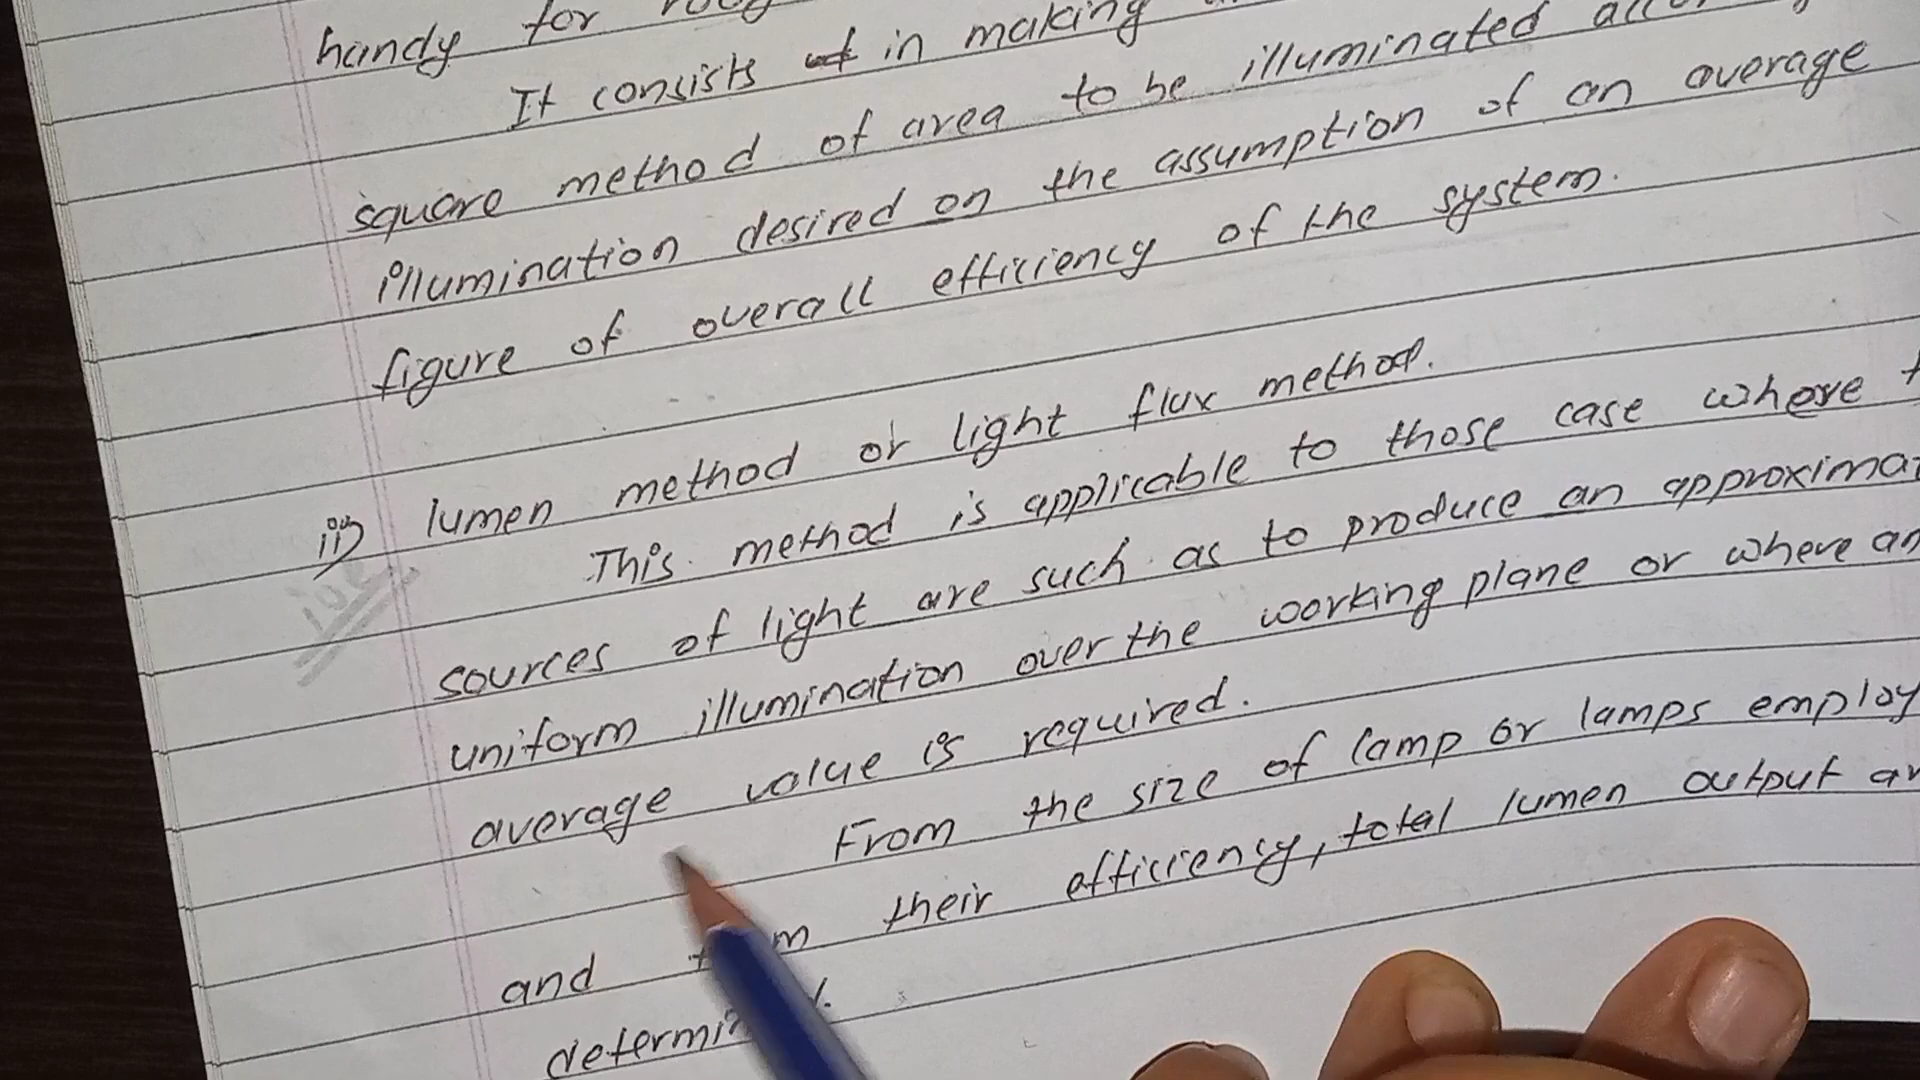 handy for
It consists in making
square method of area to be illuminated
illumination desired on the assumption of an average
figure of overall efficiency of the system.
ii) lumen method or light flux method.
This method is applicable to those case where
sources of light are such as to produce an approximat
uniform illumination over the working plane or where an
average value is required.
From the size of lamp or lamps employ
and their efficiency, total lumen output